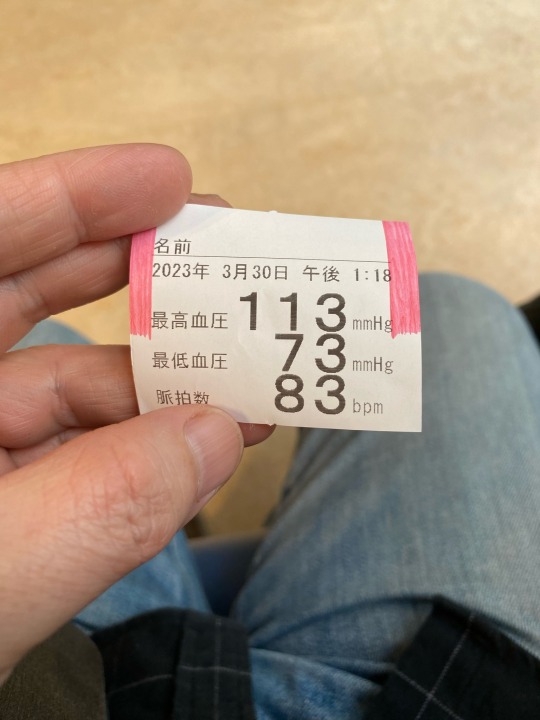 名前
2023年 3月30日 午後 1:18
最高血圧 113 mmHg
最低血圧 73 mmHg
脈拍数 83 bpm